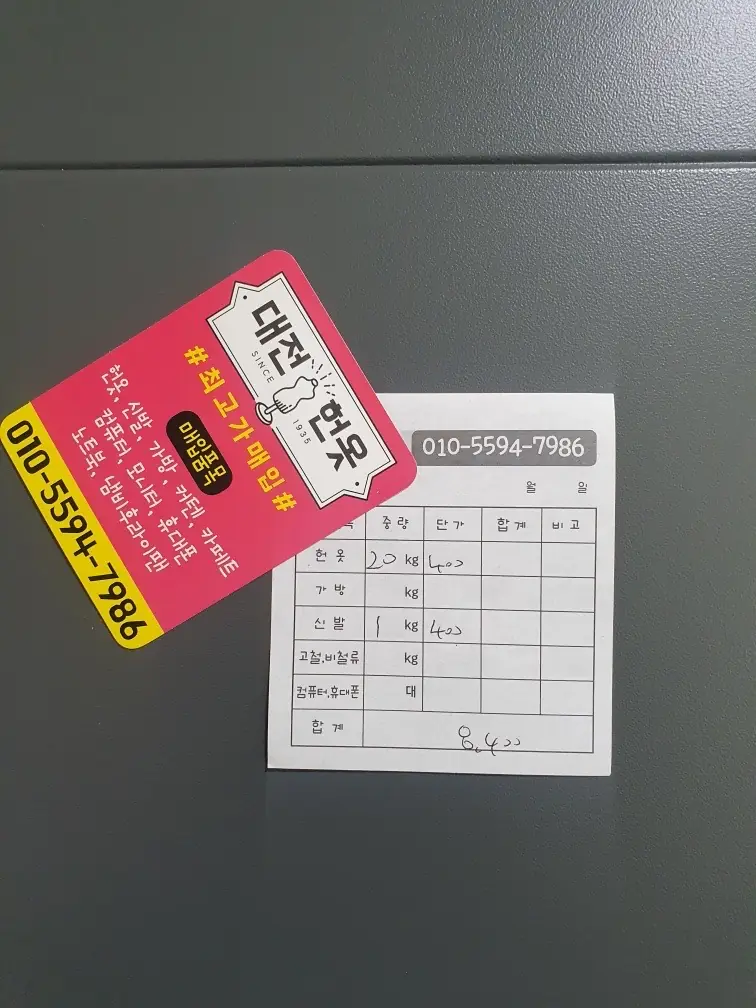 대전 헌옷
SINCE 1935
#최고가매입#
매입품목
헌옷, 신발, 가방, 커텐, 카페트
컴퓨터, 모니터, 휴대폰
노트북, 냄비후라이팬
010-5594-7986
010-5594-7986
월 일
중량 단가 합계 비고
헌옷 20 kg 400
가방 kg
신발 1 kg 400
고철.비철류 kg
컴퓨터.휴대폰 대
합계 8,400